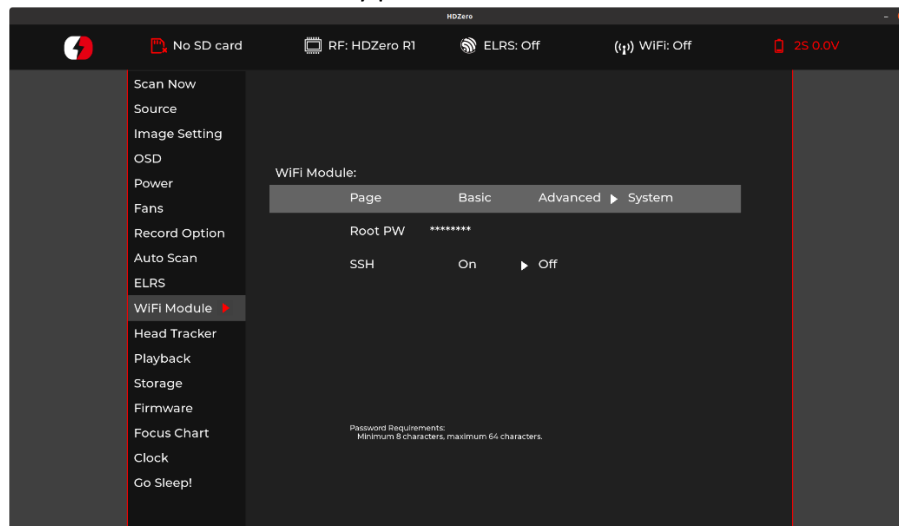 HDZero
No SD card RF: HDZero R1 ELRS: Off WiFi: Off 2S 0.0V
Scan Now
Source
Image Setting
OSD
Power
Fans
Record Option
Auto Scan
ELRS
WiFi Module
Head Tracker
Playback
Storage
Firmware
Focus Chart
Clock
Go Sleep!
WiFi Module:
Page Basic Advanced System
Root PW ********
SSH On Off
Password Requirements:
Minimum 8 characters, maximum 64 characters.